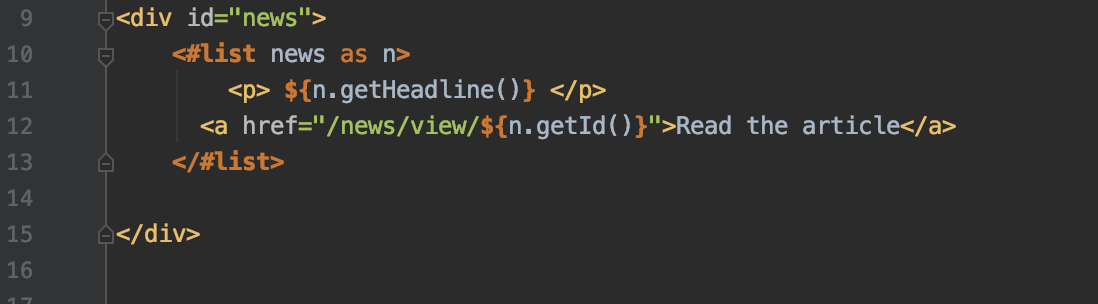 9 <div id="news">
10 <#list news as n>
11 <p> ${n.getHeadline()} </p>
12 <a href="/news/view/${n.getId()}">Read the article</a>
13 </#list>
14
15 </div>
16
17